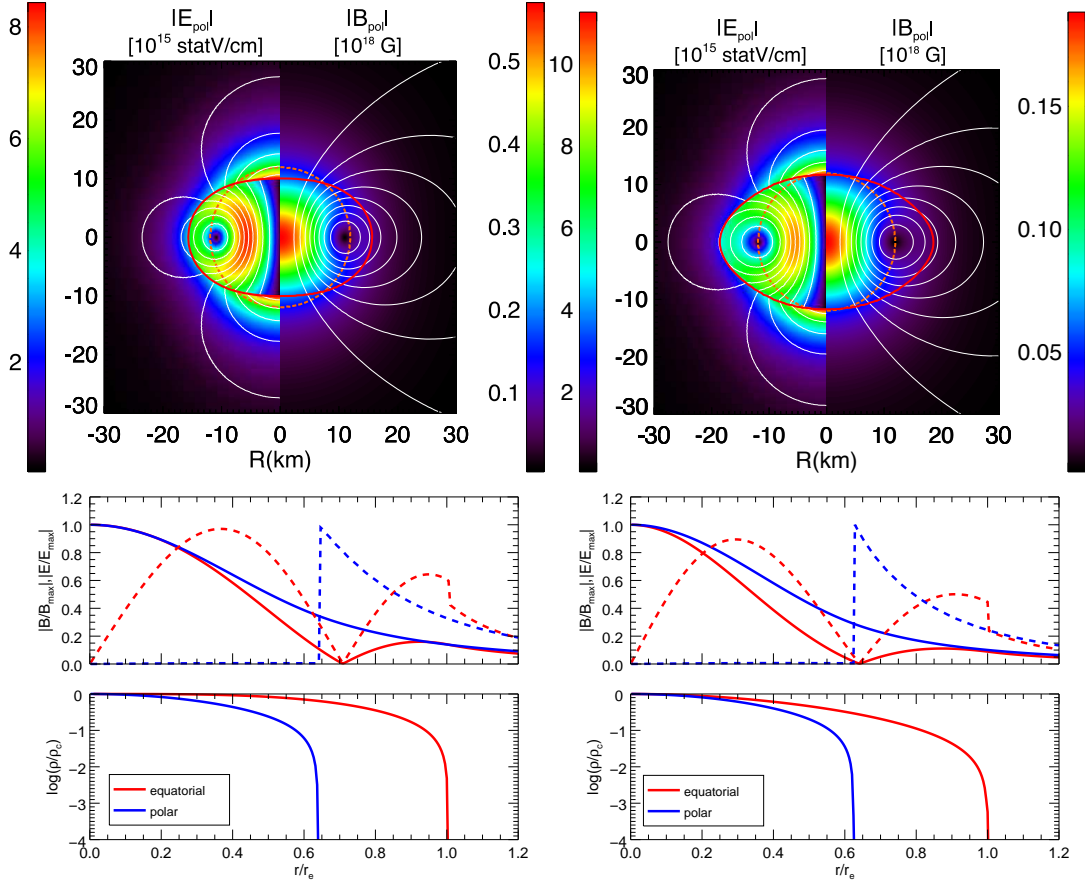 |E_pol| |B_pol|
[10^15 statV/cm] [10^18 G]
8
6
4
2
30
20
10
0
-10
-20
-30
-30 -20 -10 0 10 20 30
R(km)
0.5
0.4
0.3
0.2
0.1
|E_pol| |B_pol|
[10^15 statV/cm] [10^18 G]
10
8
6
4
2
30
20
10
0
-10
-20
-30
-30 -20 -10 0 10 20 30
R(km)
0.15
0.10
0.05
|B/B_max|,|E/E_max|
1.2
1.0
0.8
0.6
0.4
0.2
0.0
|B/B_max|,|E/E_max|
1.2
1.0
0.8
0.6
0.4
0.2
0.0
log(ρ/ρ_c)
0
-1
-2
-3
-4
equatorial
polar
0.0 0.2 0.4 0.6 0.8 1.0 1.2
r/r_e
log(ρ/ρ_c)
0
-1
-2
-3
-4
equatorial
polar
0.0 0.2 0.4 0.6 0.8 1.0 1.2
r/r_e